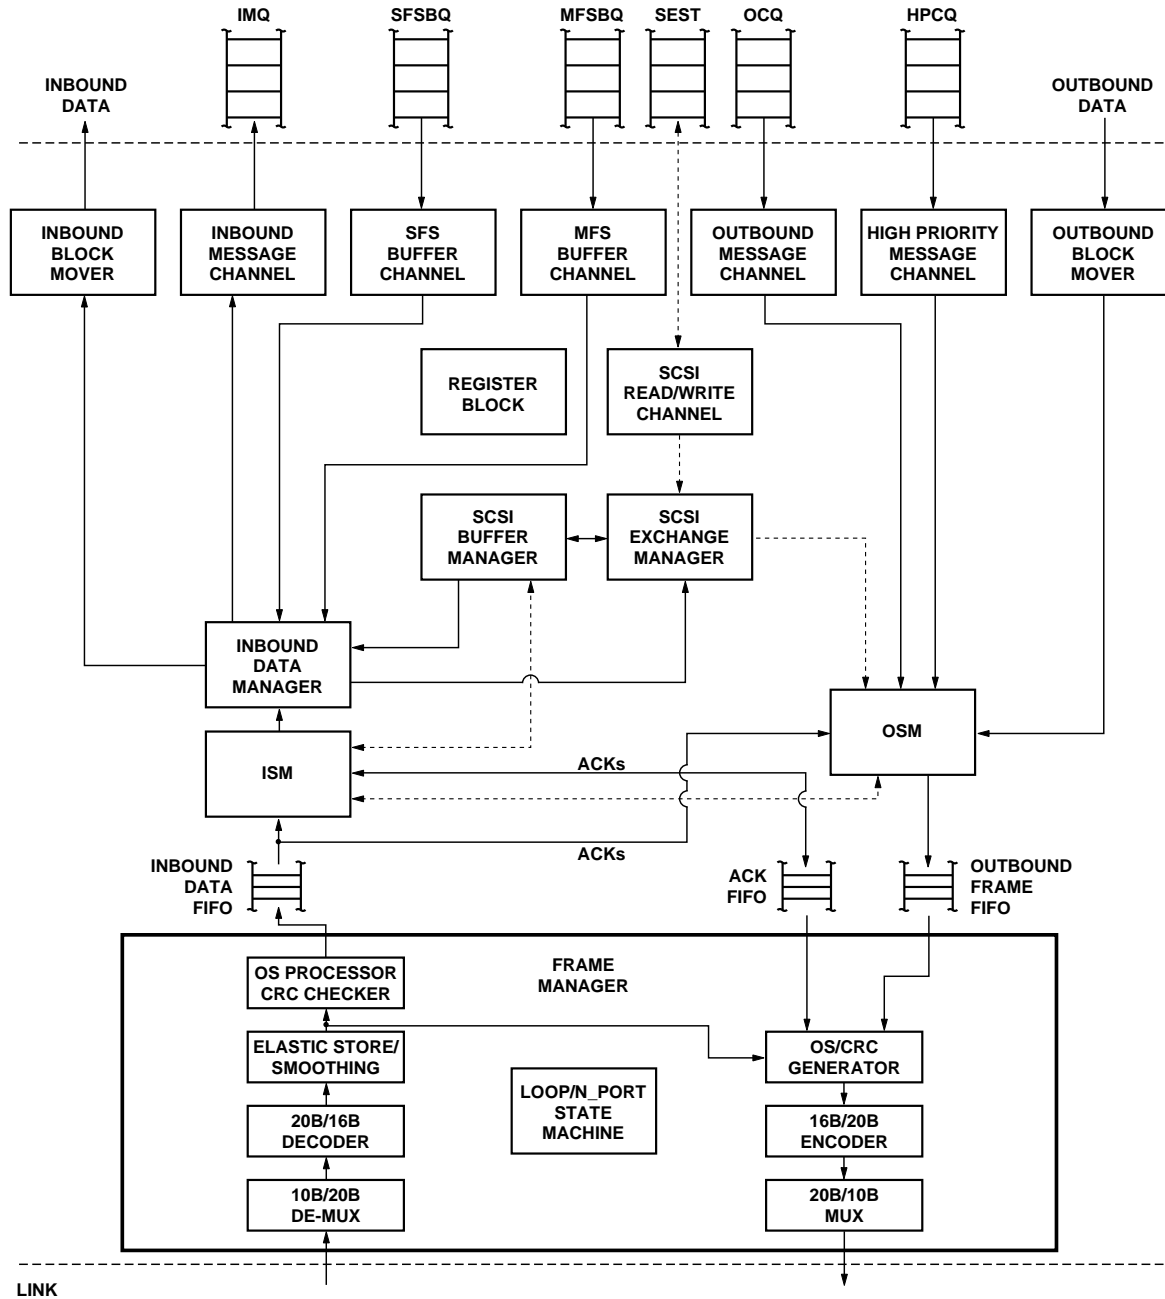 IMQ
SFSBQ
MFSBQ
SEST
OCQ
HPCQ
INBOUND
DATA
OUTBOUND
DATA
INBOUND
BLOCK
MOVER
INBOUND
MESSAGE
CHANNEL
SFS
BUFFER
CHANNEL
MFS
BUFFER
CHANNEL
OUTBOUND
MESSAGE
CHANNEL
HIGH PRIORITY
MESSAGE
CHANNEL
OUTBOUND
BLOCK
MOVER
REGISTER
BLOCK
SCSI
READ/WRITE
CHANNEL
SCSI
BUFFER
MANAGER
SCSI
EXCHANGE
MANAGER
INBOUND
DATA
MANAGER
OSM
ISM
ACKs
ACKs
INBOUND
DATA
FIFO
ACK
FIFO
OUTBOUND
FRAME
FIFO
FRAME
MANAGER
OS PROCESSOR
CRC CHECKER
ELASTIC STORE/
SMOOTHING
OS/CRC
GENERATOR
LOOP/N_PORT
STATE
MACHINE
20B/16B
DECODER
16B/20B
ENCODER
10B/20B
DE-MUX
20B/10B
MUX
LINK